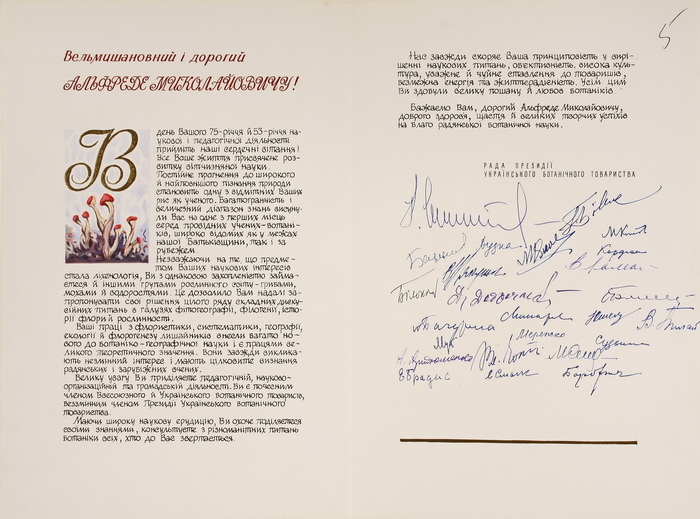 Вельмишановний і дорогий
АЛЬФРЕДЕ МИКОЛАЙОВИЧУ!
В день Вашого 75-річчя й 53-річчя на-
укової і педагогічної діяльності
прийміть наші сердечні вітання!
Все Ваше життя присвячене роз-
витку вітчизняної науки.
Постійне прагнення до широкого
й найповнішого пізнання природи
становить одну з відмітних Ваших
рис як ученого. Багатогранність і
величезний діапазон знань висуну-
ли Вас на одне з перших місць
серед провідних учених-ботані-
ків, широко відомих як у межах
нашої Батьківщини, так і за
рубежем.
Незважаючи на те, що предме-
том Ваших наукових інтересів
стала ліхенологія, Ви з однаковою захопленістю займа-
єтеся й іншими групами рослинного світу-грибами,
мохами й водоростями. Це дозволило Вам надалі за-
пропонувати свої рішення цілого ряду складних, диску-
сійних питань в галузях фітогеографії, філогенії, істо-
рії флори й рослинності.
Ваші праці з флористики, систематики, географії,
екології й флорогенезу лишайників внесли багато но-
вого до ботаніко-географічної науки і є працями ве-
ликого теоретичного значення. Вони завжди виклика-
ють незмінний інтерес і мають цілковите визнання
радянських і зарубіжних вчених.
Велику увагу Ви приділяєте педагогічній, науково-
організаційній та громадській діяльності. Ви є почесним
членом Всесоюзного й Українського ботанічного товариств,
беззмінним членом Президії Українського ботанічного
товариства.
Маючи широку наукову ерудицію, Ви охоче поділяєтеся
своїми знаннями, консультуєте з різноманітних питань
ботаніки всіх, хто до Вас звертається.
5
Нас завжди скоряє Ваша принциповість у вирі-
шенні наукових питань, об'єктивність, висока куль-
тура, уважне й чуйне ставлення до товаришів,
безмежна енергія та життєрадісність. Усім цим
Ви здобули велику пошану й любов ботаніків.
Бажаємо Вам, дорогий Альфреде Миколайовичу,
доброго здоров'я, щастя й великих творчих успіхів
на благо радянської ботанічної науки.
РАДА ПРЕЗИДІЇ
УКРАЇНСЬКОГО БОТАНІЧНОГО ТОВАРИСТВА